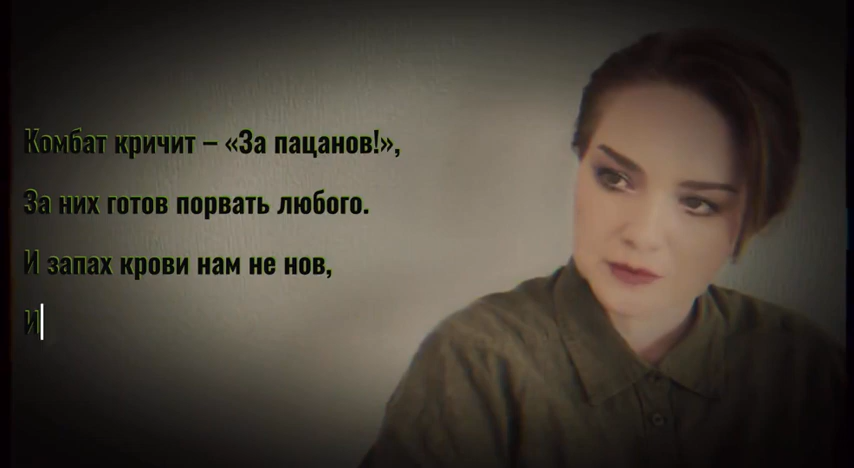 Комбат кричит – «За пацанов!»,
За них готов порвать любого.
И запах крови нам не нов,
И